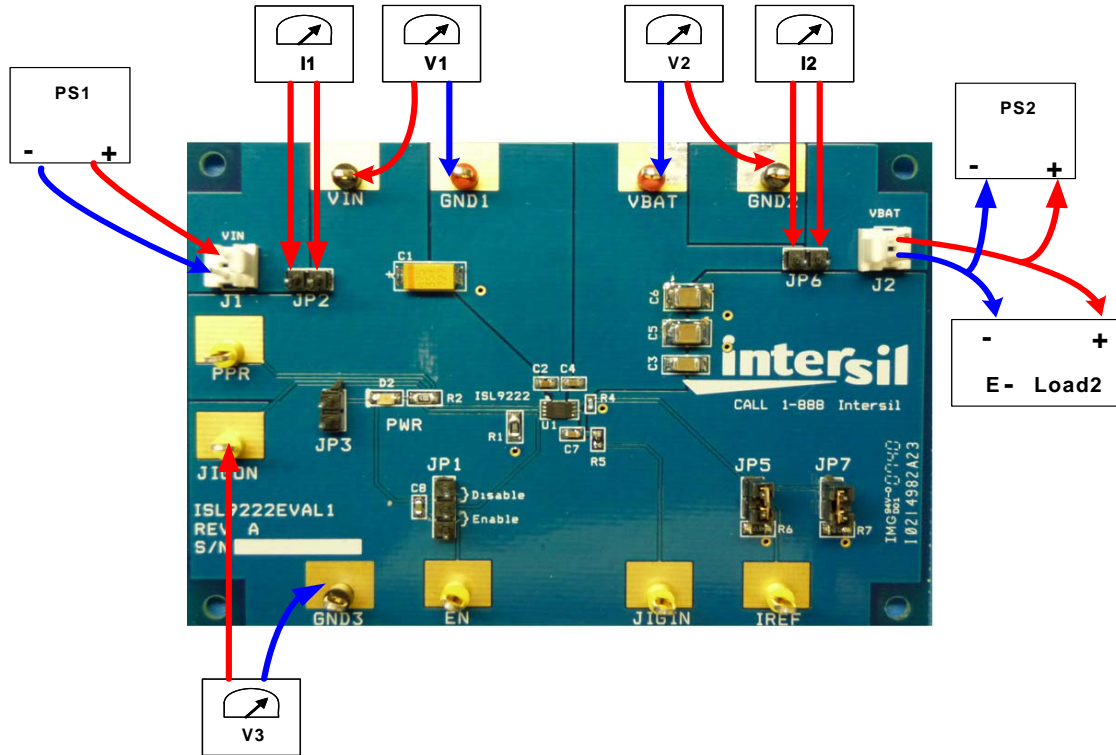 I1
V1
V2
I2
PS1
- +
PS2
- +
VIN
GND1
VBAT
GND2
VIN
J1
JP2
C1
+
VBAT
J2
JP6
C6
C5
C3
- +
E- Load2
PPR
JP3
D2
PWR
R2
ISL9222
R1
C2
C4
U1
R4
C7
R5
intersil
CALL 1-888 Intersil
JIGON
JP1
C8
}Disable
}Enable
JP5
JP7
R6
R7
ISL9222EVAL1
REV A
S/N
GND3
EN
JIGIN
IREF
V3